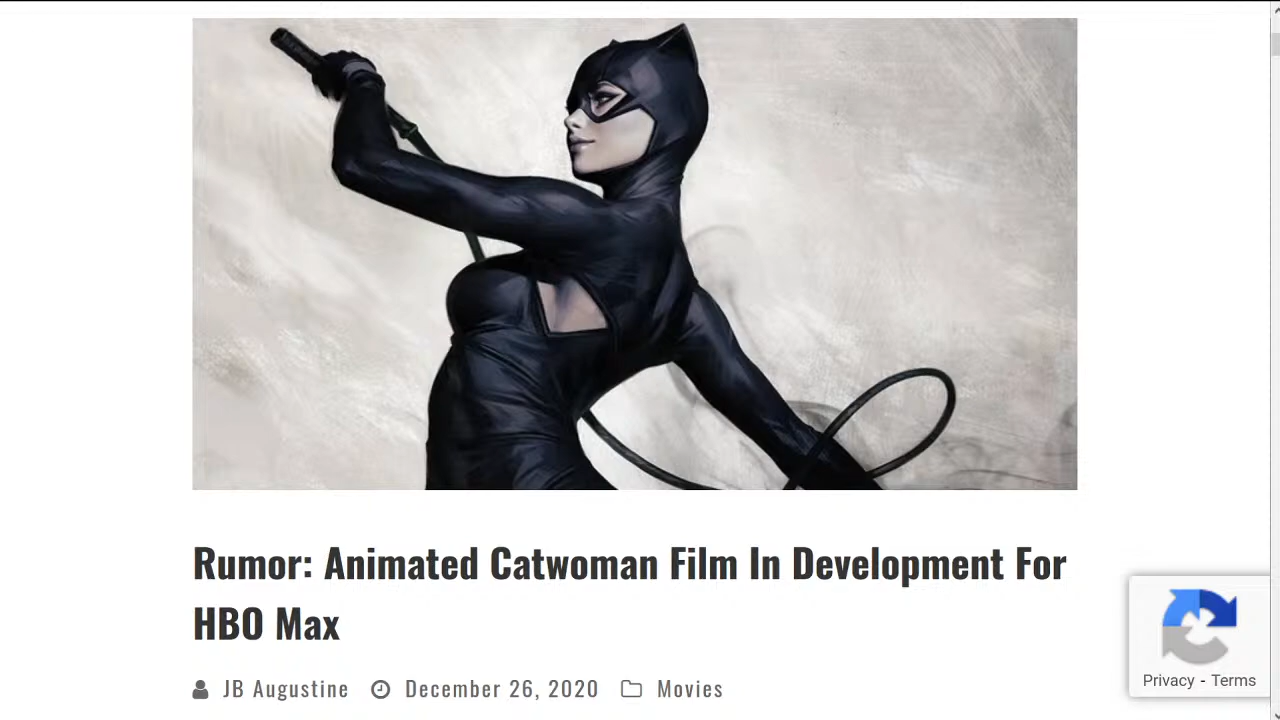 Rumor: Animated Catwoman Film In Development For
HBO Max
JB Augustine December 26, 2020 Movies
Privacy - Terms